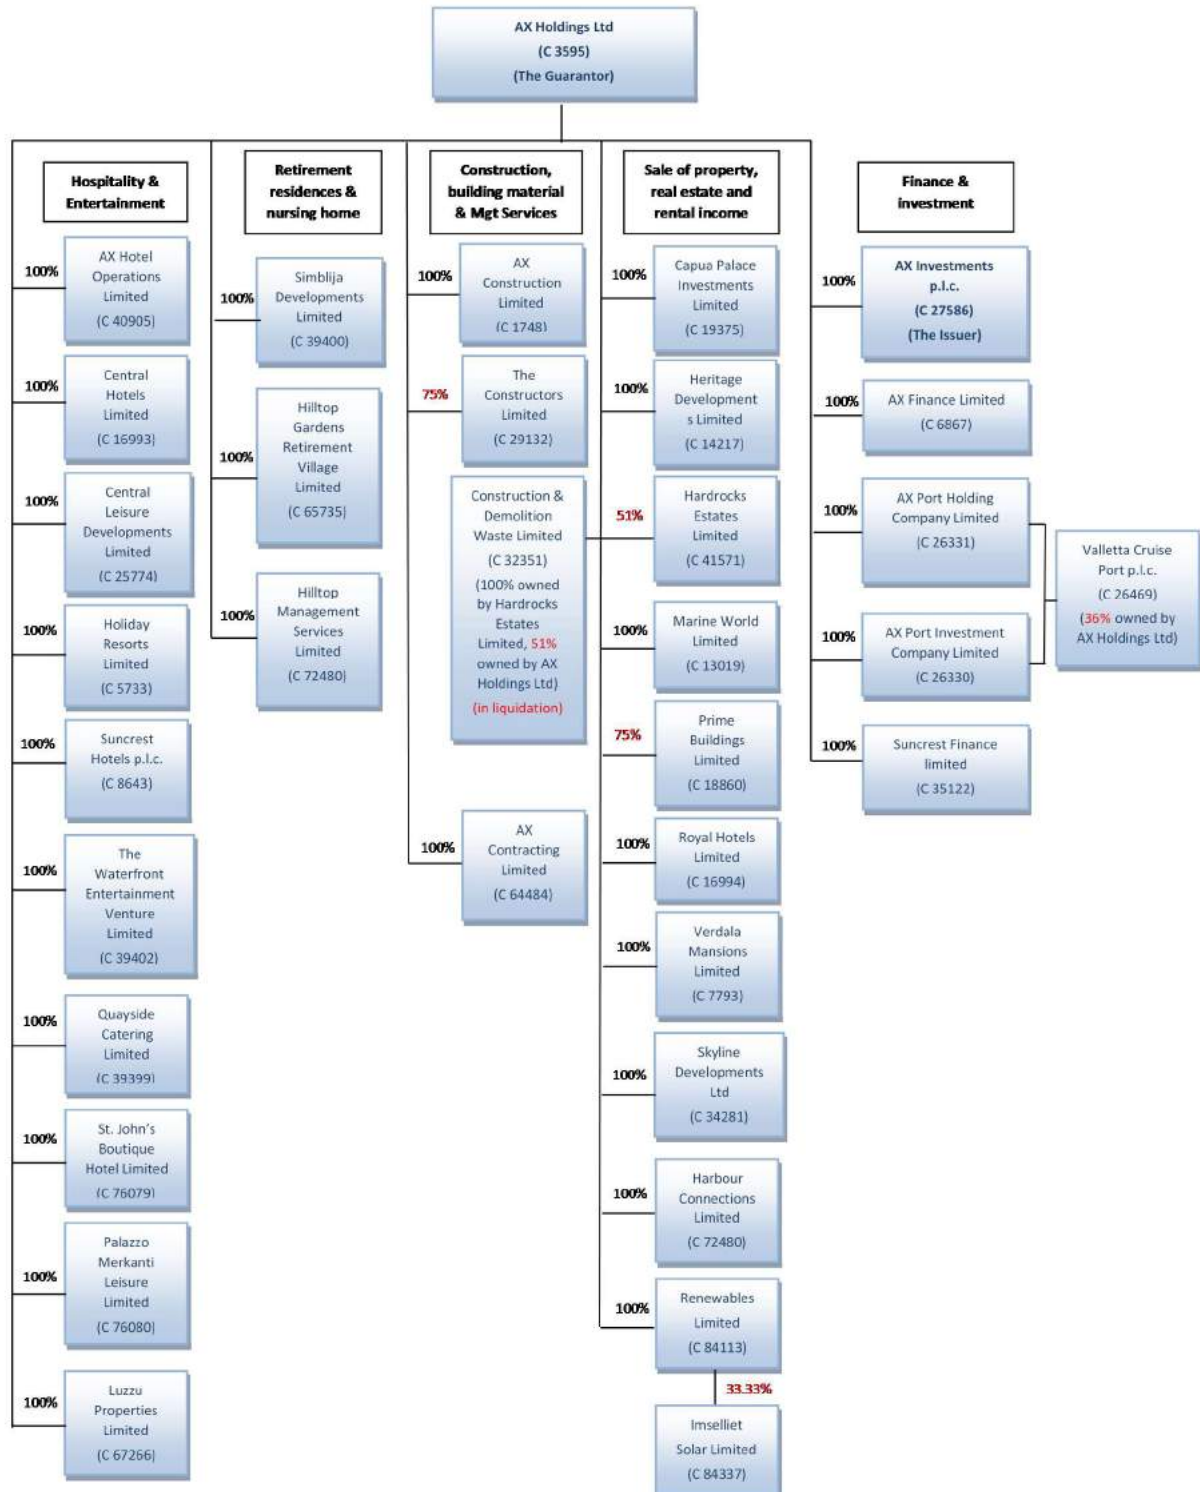 AX Holdings Ltd
(C 3595)
(The Guarantor)
Hospitality &
Entertainment
100%
AX Hotel
Operations
Limited
(C 40905)
100%
Central
Hotels
Limited
(C 16993)
100%
Central
Leisure
Developments
Limited
(C 25774)
100%
Holiday
Resorts
Limited
(C 5733)
100%
Suncrest
Hotels p.l.c.
(C 8643)
100%
The
Waterfront
Entertainment
Venture
Limited
(C 39402)
100%
Quayside
Catering
Limited
(C 39399)
100%
St. John's
Boutique
Hotel Limited
(C 76079)
100%
Palazzo
Merkanti
Leisure
Limited
(C 76080)
100%
Luzzu
Properties
Limited
(C 67266)
Retirement
residences &
nursing home
100%
Simblija
Developments
Limited
(C 39400)
100%
Hilltop
Gardens
Retirement
Village
Limited
(C 65735)
100%
Hilltop
Management
Services
Limited
(C 72480)
Construction,
building material
& Mgt Services
100%
AX
Construction
Limited
(C 1748)
75%
The
Constructors
Limited
(C 29132)
Construction &
Demolition
Waste Limited
(C 32351)
(100% owned
by Hardrocks
Estates
Limited, 51%
owned by AX
Holdings Ltd)
(in liquidation)
100%
AX
Contracting
Limited
(C 64484)
Sale of property,
real estate and
rental income
100%
Capua Palace
Investments
Limited
(C 19375)
100%
Heritage
Development
s Limited
(C 14217)
51%
Hardrocks
Estates
Limited
(C 41571)
100%
Marine World
Limited
(C 13019)
75%
Prime
Buildings
Limited
(C 18860)
100%
Royal Hotels
Limited
(C 16994)
100%
Verdala
Mansions
Limited
(C 7793)
100%
Skyline
Developments
Ltd
(C 34281)
100%
Harbour
Connections
Limited
(C 72480)
100%
Renewables
Limited
(C 84113)
33.33%
Imselliet
Solar Limited
(C 84337)
Finance &
investment
100%
AX Investments
p.l.c.
(C 27586)
(The Issuer)
100%
AX Finance Limited
(C 6867)
100%
AX Port Holding
Company Limited
(C 26331)
100%
AX Port Investment
Company Limited
(C 26330)
Valletta Cruise
Port p.l.c.
(C 26469)
(36% owned by
AX Holdings Ltd)
100%
Suncrest Finance
limited
(C 35122)